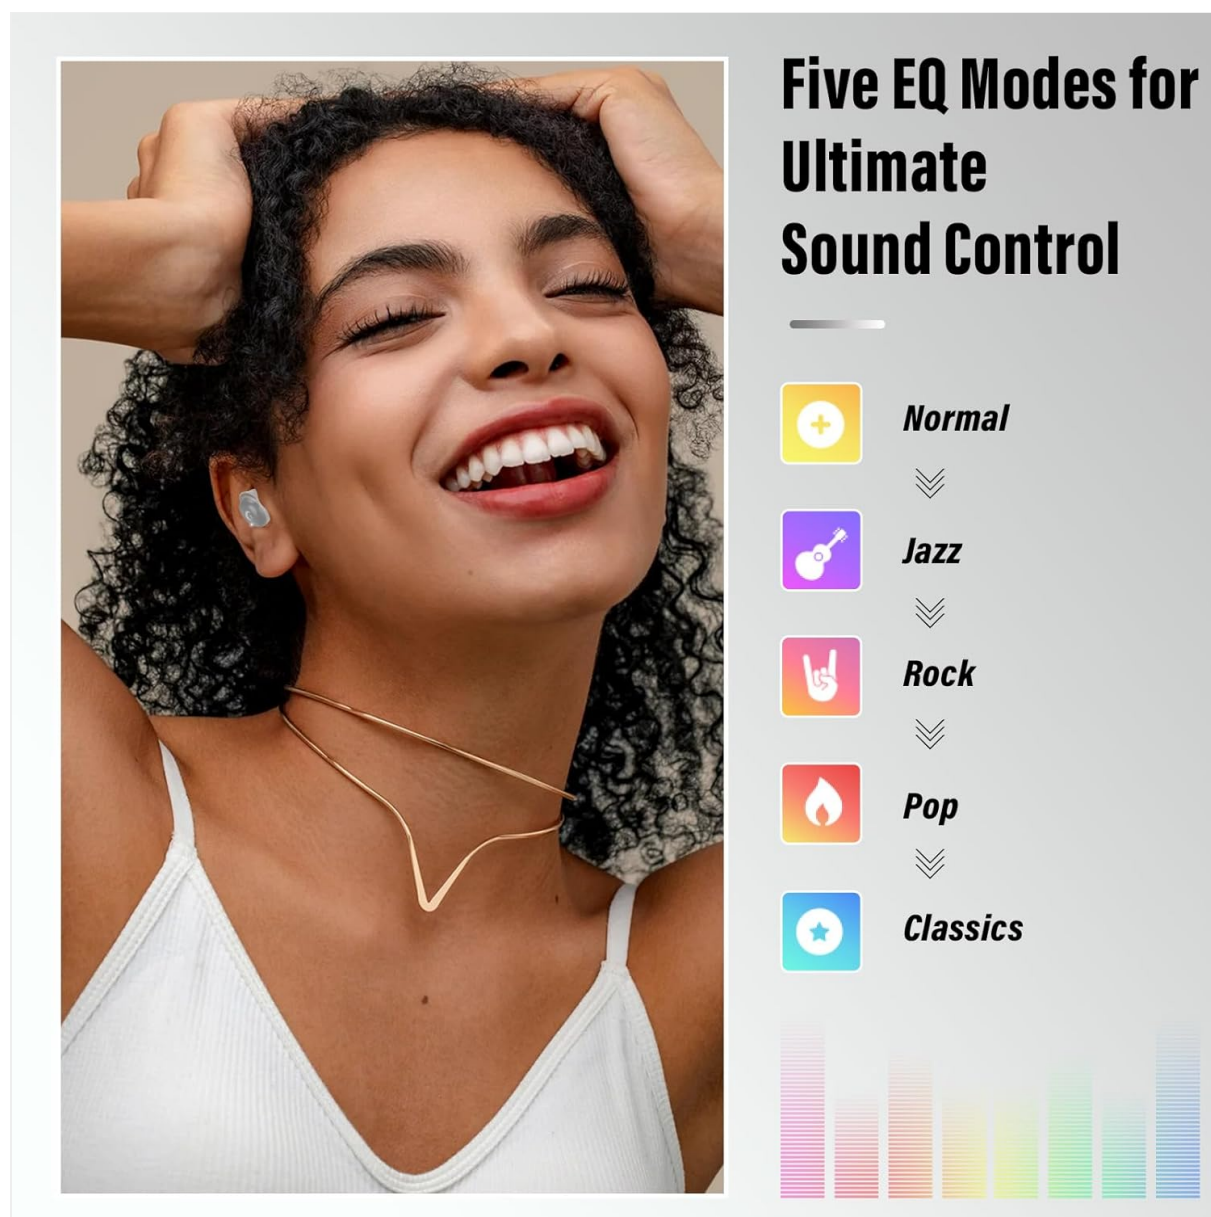 Five EQ Modes for
Ultimate
Sound Control
Normal
Jazz
Rock
Pop
Classics